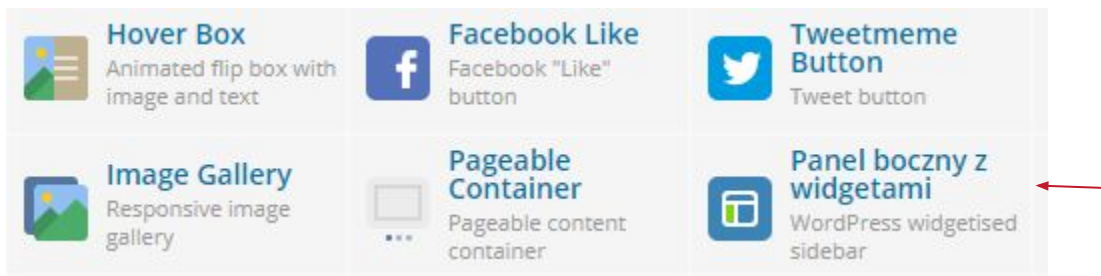 Hover Box
Animated flip box with
image and text
Facebook Like
Facebook "Like"
button
Tweetmeme
Button
Tweet button
Image Gallery
Responsive image
gallery
Pageable
Container
Pageable content
container
Panel boczny z
widgetami
WordPress widgetised
sidebar